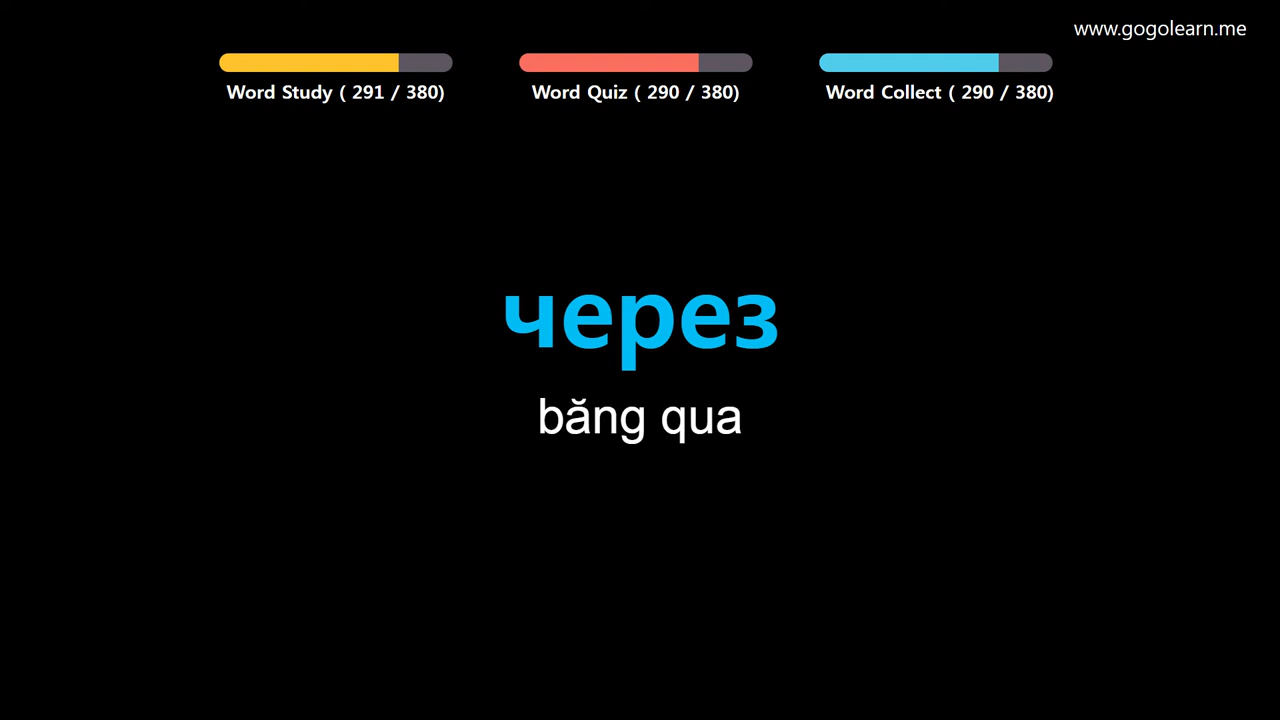 www.gogolearn.me
Word Study ( 291 / 380)
Word Quiz ( 290 / 380)
Word Collect ( 290 / 380)
через
băng qua